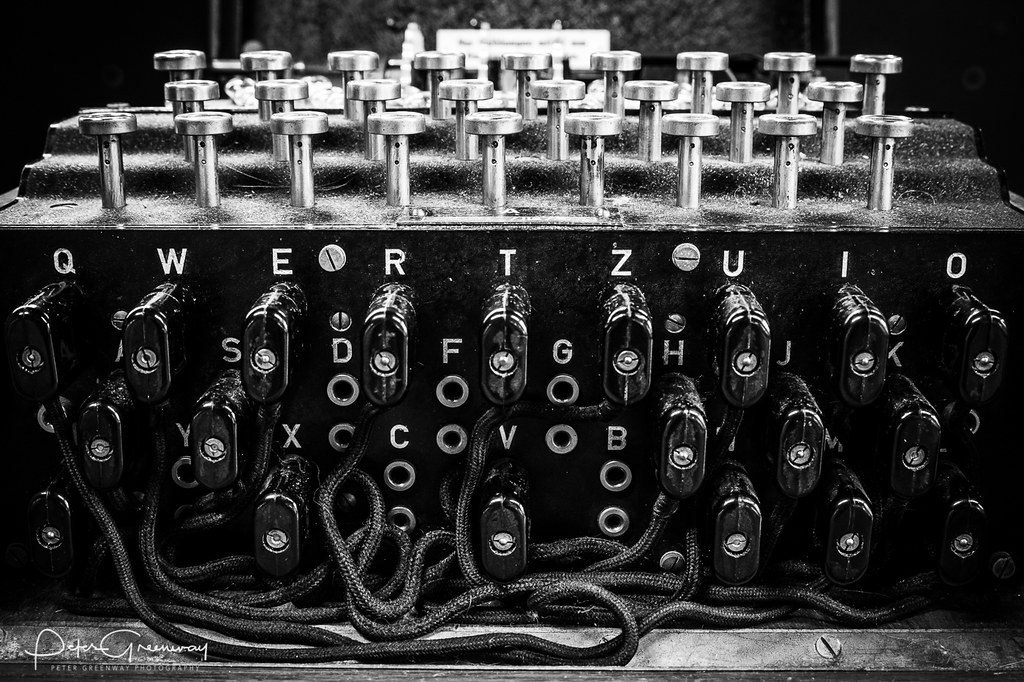 Q W E R T Z U I O
A S D F G H J K
Y X C V B M L
Peter Greenway
PETER GREENWAY PHOTOGRAPHY